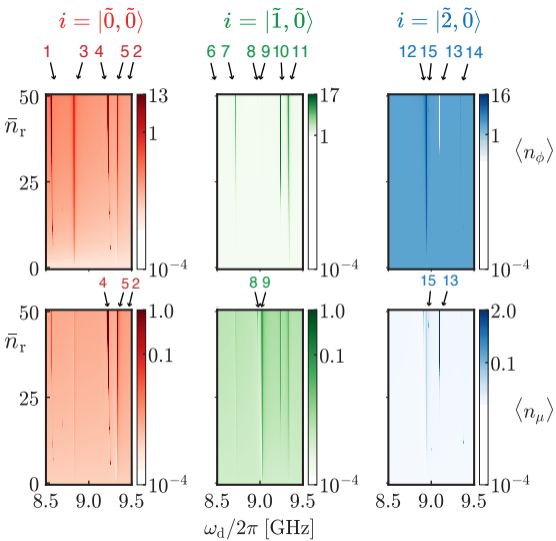 i = |0̃, 0̃⟩ i = |1̃, 0̃⟩ i = |2̃, 0̃⟩
1 3 4 5 2 6 7 8 9 10 11 12 15 13 14
50 13 17 16
n̄r 1 1 1 ⟨nϕ⟩
25
0 10⁻⁴ 10⁻⁴ 10⁻⁴
4 5 2 8 9 15 13
50 1.0 1.0 2.0
n̄r 0.1 0.1 0.1
25 ⟨nμ⟩
0 10⁻⁴ 10⁻⁴ 10⁻⁴
8.5 9.0 9.5 8.5 9.0 9.5 8.5 9.0 9.5
ωd/2π [GHz]